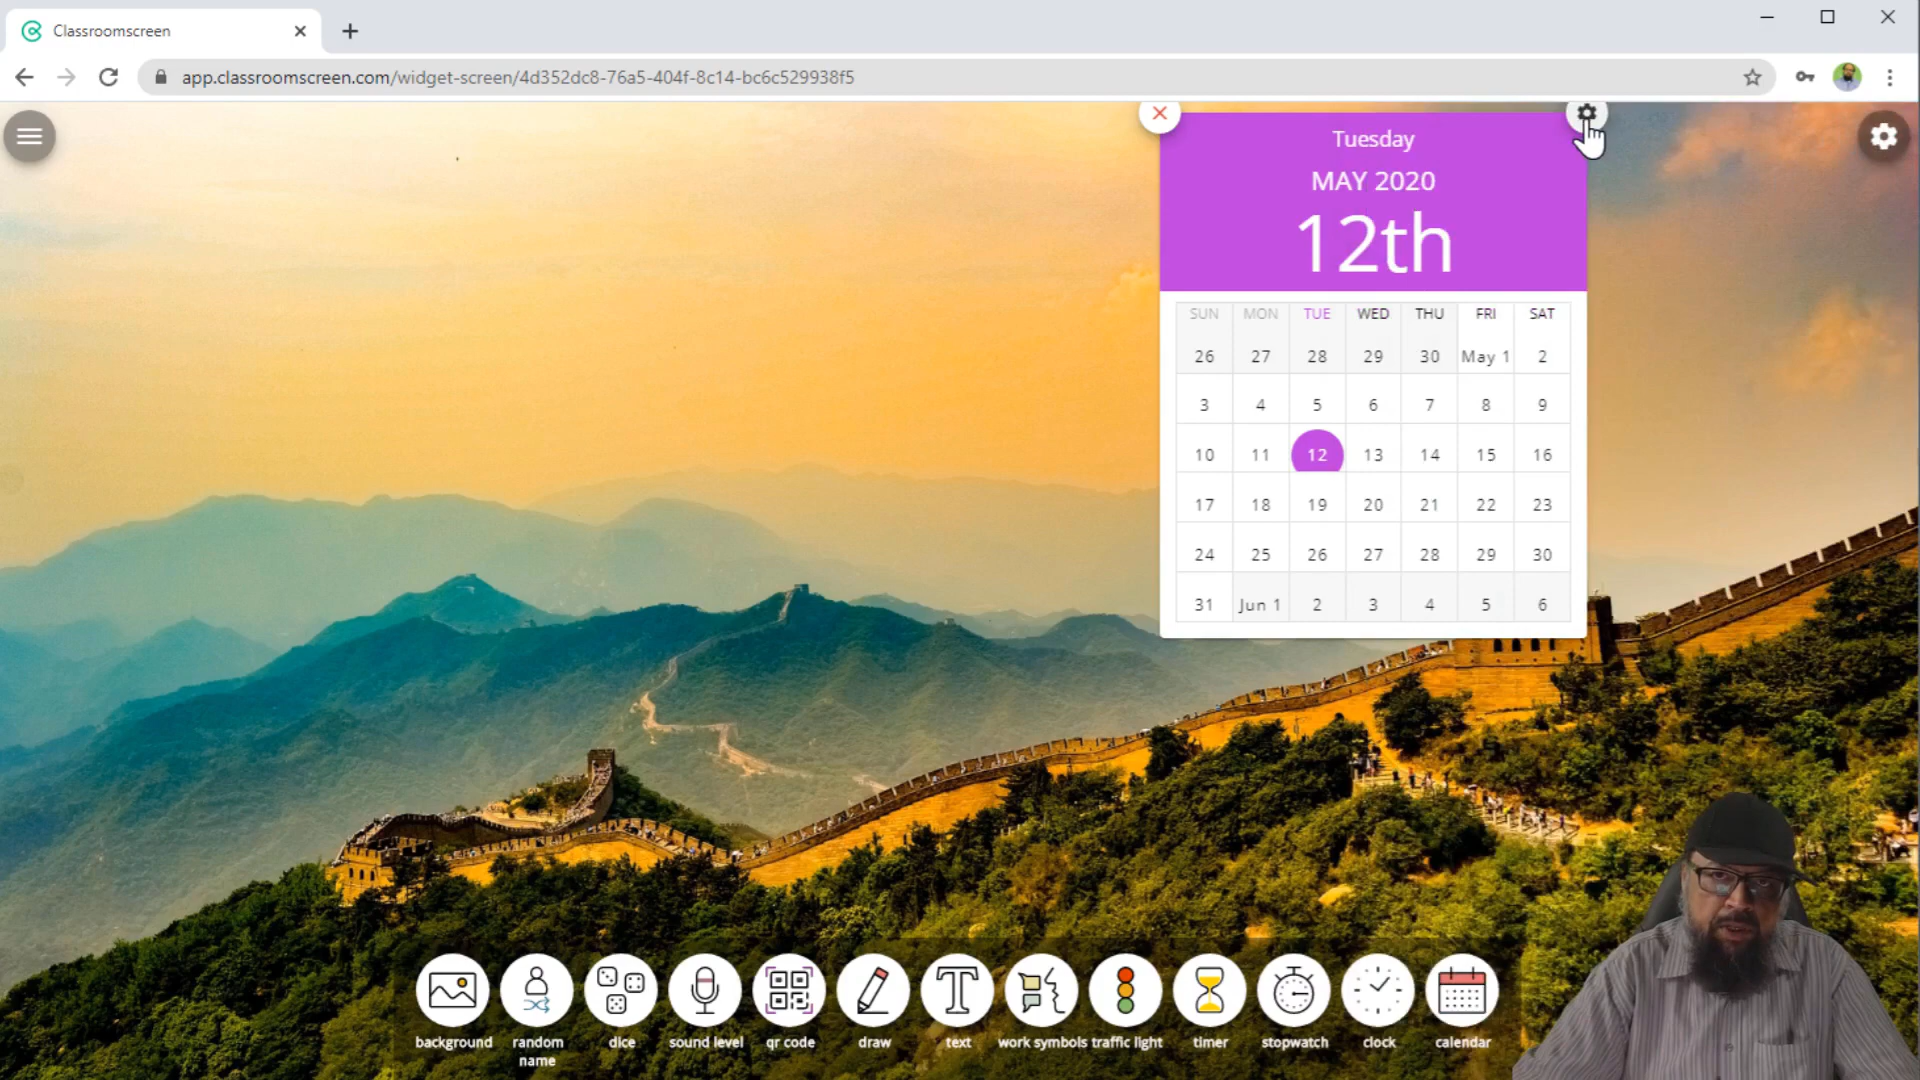 Classroomscreen
app.classroomscreen.com/widget-screen/4d352dc8-76a5-404f-8c14-bc6c529938f5
Tuesday
MAY 2020
12th
SUN MON TUE WED THU FRI SAT
26 27 28 29 30 May 1 2
3 4 5 6 7 8 9
10 11 12 13 14 15 16
17 18 19 20 21 22 23
24 25 26 27 28 29 30
31 Jun 1 2 3 4 5 6
background random name dice sound level qr code draw text work symbols traffic light timer stopwatch clock calendar